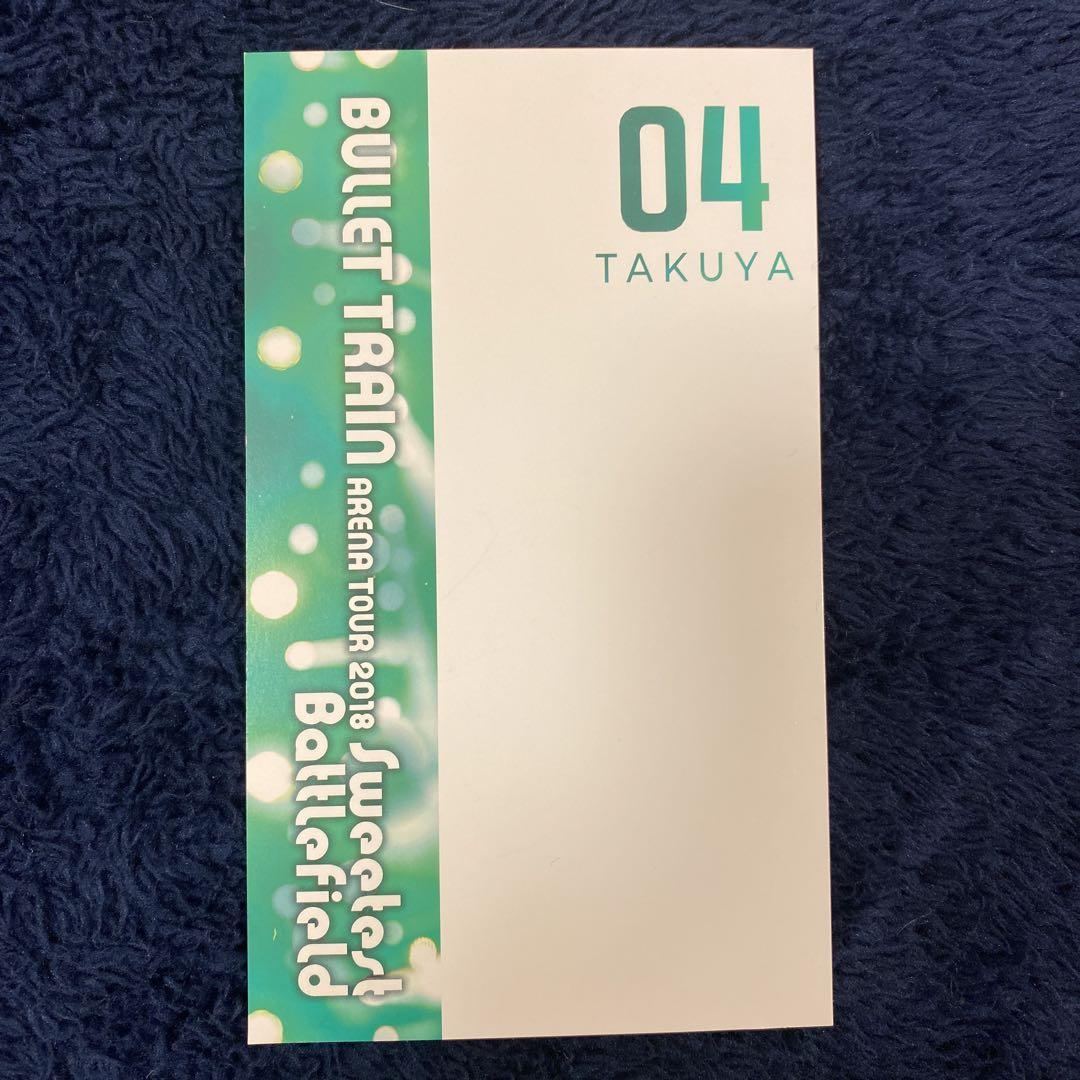 04
TAKUYA
BULLET TRAIN ARENA TOUR 2018 Sweetest
Battlefield